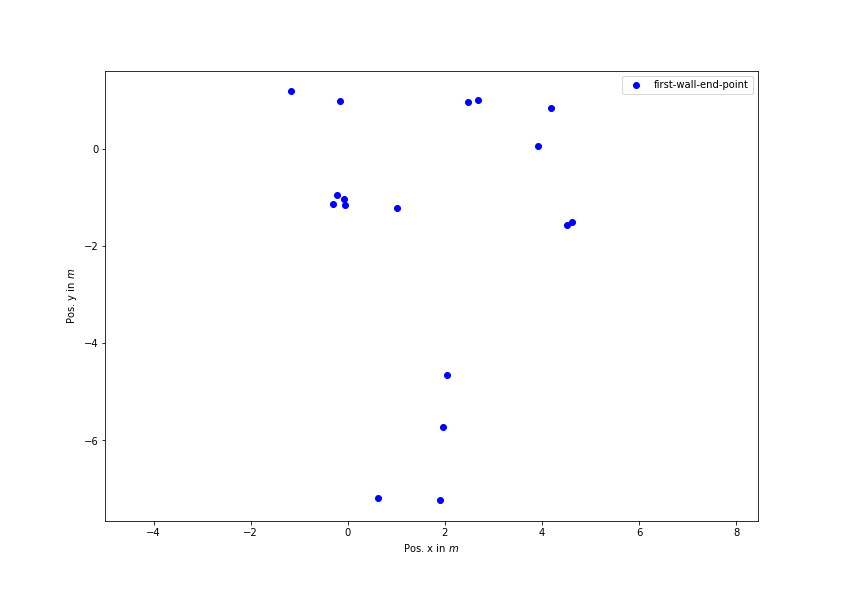 first-wall-end-point
0
−2
−4
−6
−4 −2 0 2 4 6 8
Pos. x in m
Pos. y in m